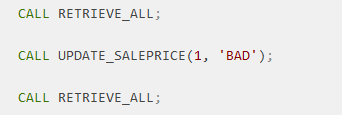 CALL RETRIEVE_ALL;
CALL UPDATE_SALEPRICE(1, 'BAD');
CALL RETRIEVE_ALL;